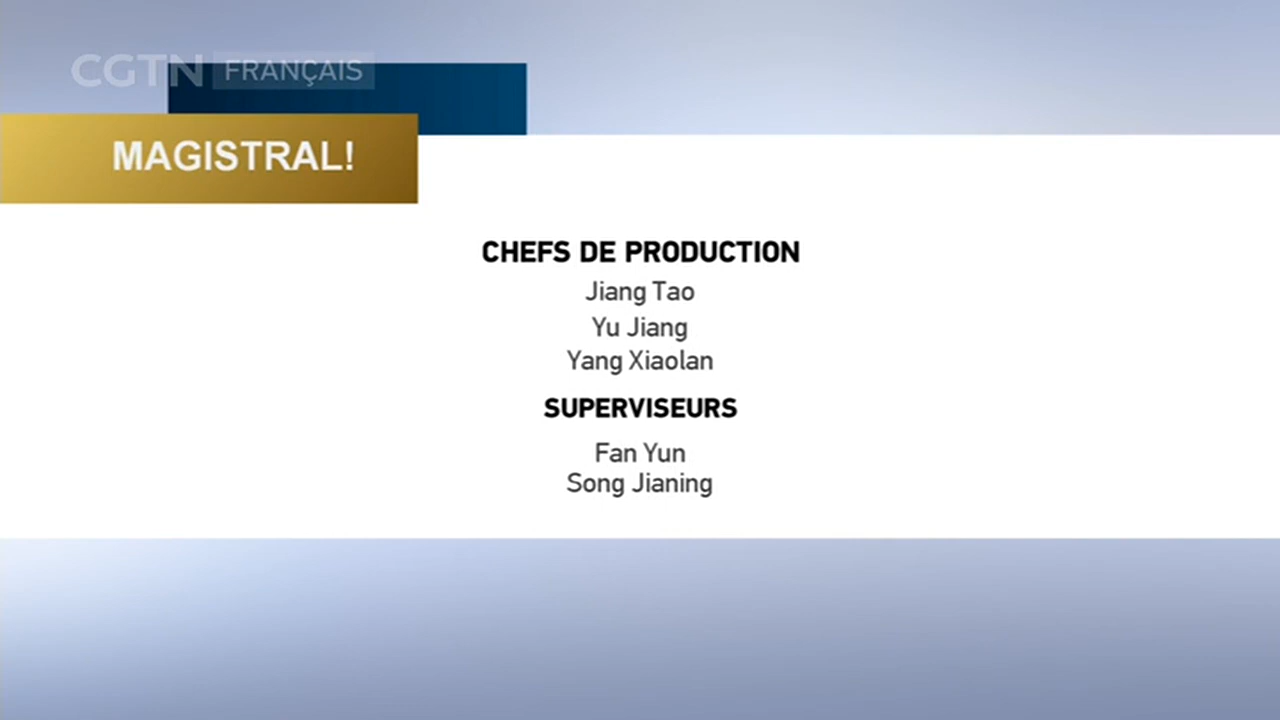 CGTN FRANÇAIS
MAGISTRAL!
CHEFS DE PRODUCTION
Jiang Tao
Yu Jiang
Yang Xiaolan
SUPERVISEURS
Fan Yun
Song Jianing